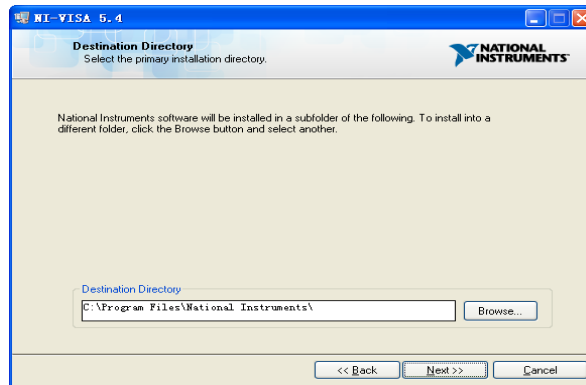 NI-VISA 5.4
Destination Directory
Select the primary installation directory.
NATIONAL
INSTRUMENTS™
National Instruments software will be installed in a subfolder of the following. To install into a
different folder, click the Browse button and select another.
Destination Directory
C:\Program Files\National Instruments\
Browse...
<< Back
Next >>
Cancel